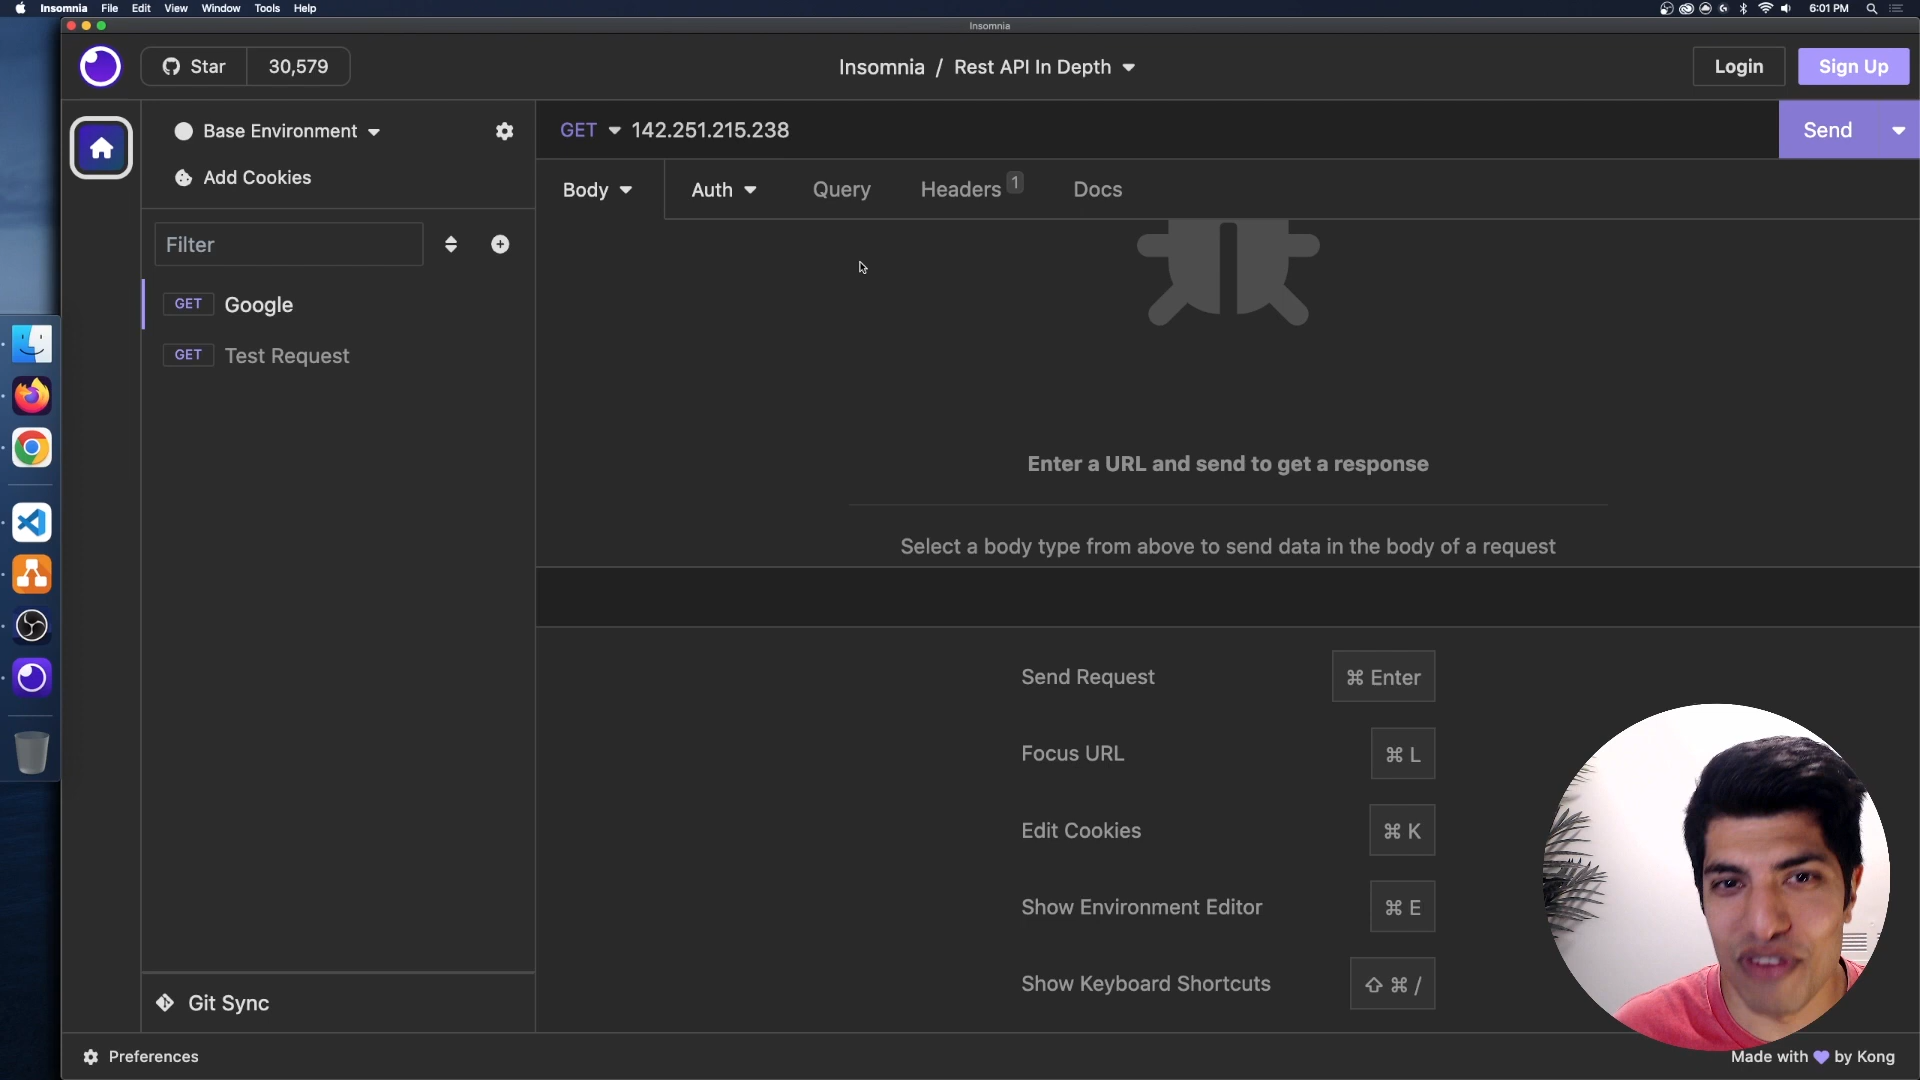 Insomnia File Edit View Window Tools Help
6:01 PM
Insomnia
Star 30,579
Insomnia / Rest API In Depth
Login
Sign Up
Base Environment
GET 142.251.215.238
Send
Add Cookies
Body
Auth
Query
Headers 1
Docs
Filter
GET Google
GET Test Request
Enter a URL and send to get a response
Select a body type from above to send data in the body of a request
Send Request ⌘ Enter
Focus URL ⌘ L
Edit Cookies ⌘ K
Show Environment Editor ⌘ E
Show Keyboard Shortcuts ⇧ ⌘ /
Git Sync
Preferences
Made with 💜 by Kong